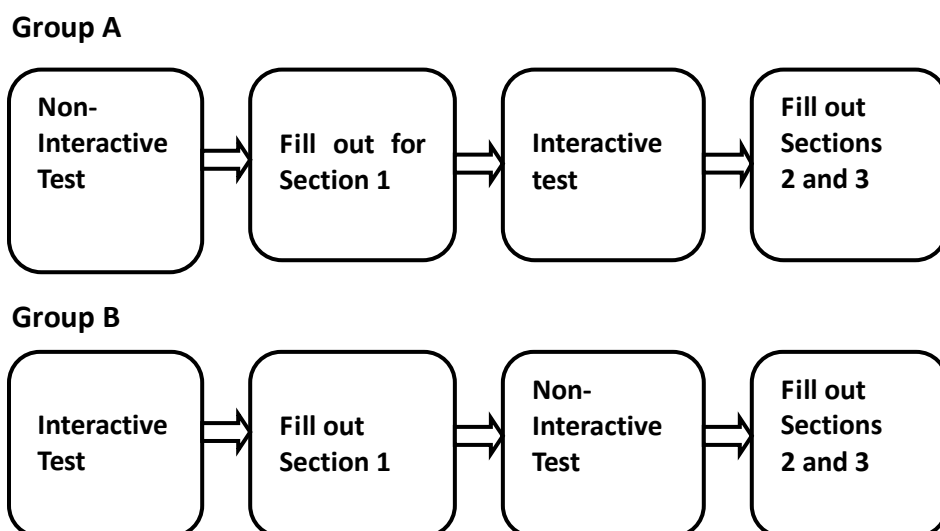 Group A
Non-
Interactive
Test
Fill out for
Section 1
Interactive
test
Fill out
Sections
2 and 3
Group B
Interactive
Test
Fill out
Section 1
Non-
Interactive
Test
Fill out
Sections
2 and 3